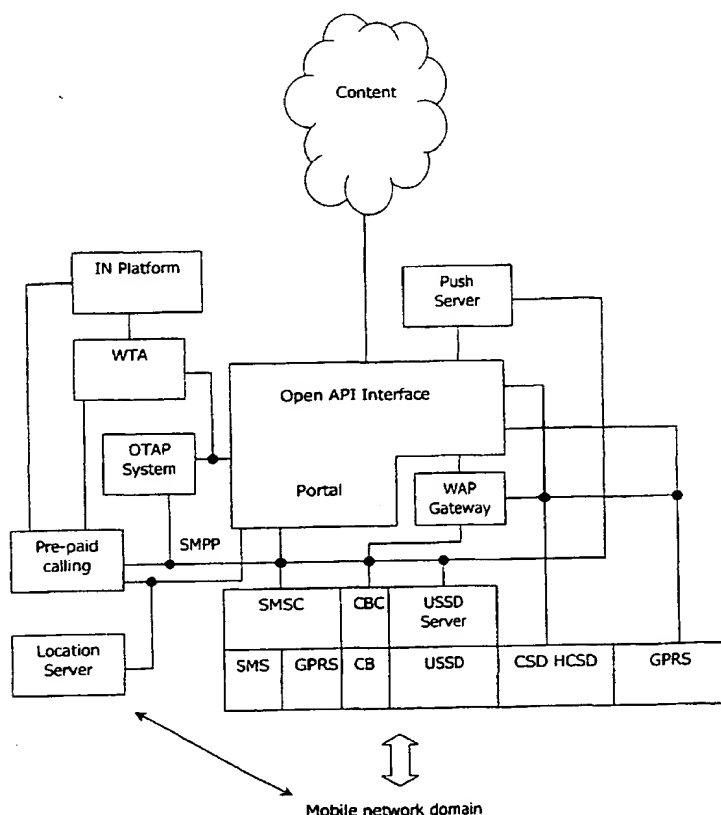 Content
IN Platform
Push
Server
WTA
Open API Interface
OTAP
System
Portal
WAP
Gateway
Pre-paid
calling
SMPP
SMSC
CBC
USSD
Server
Location
Server
SMS
GPRS
CB
USSD
CSD HCSD
GPRS
Mobile network domain